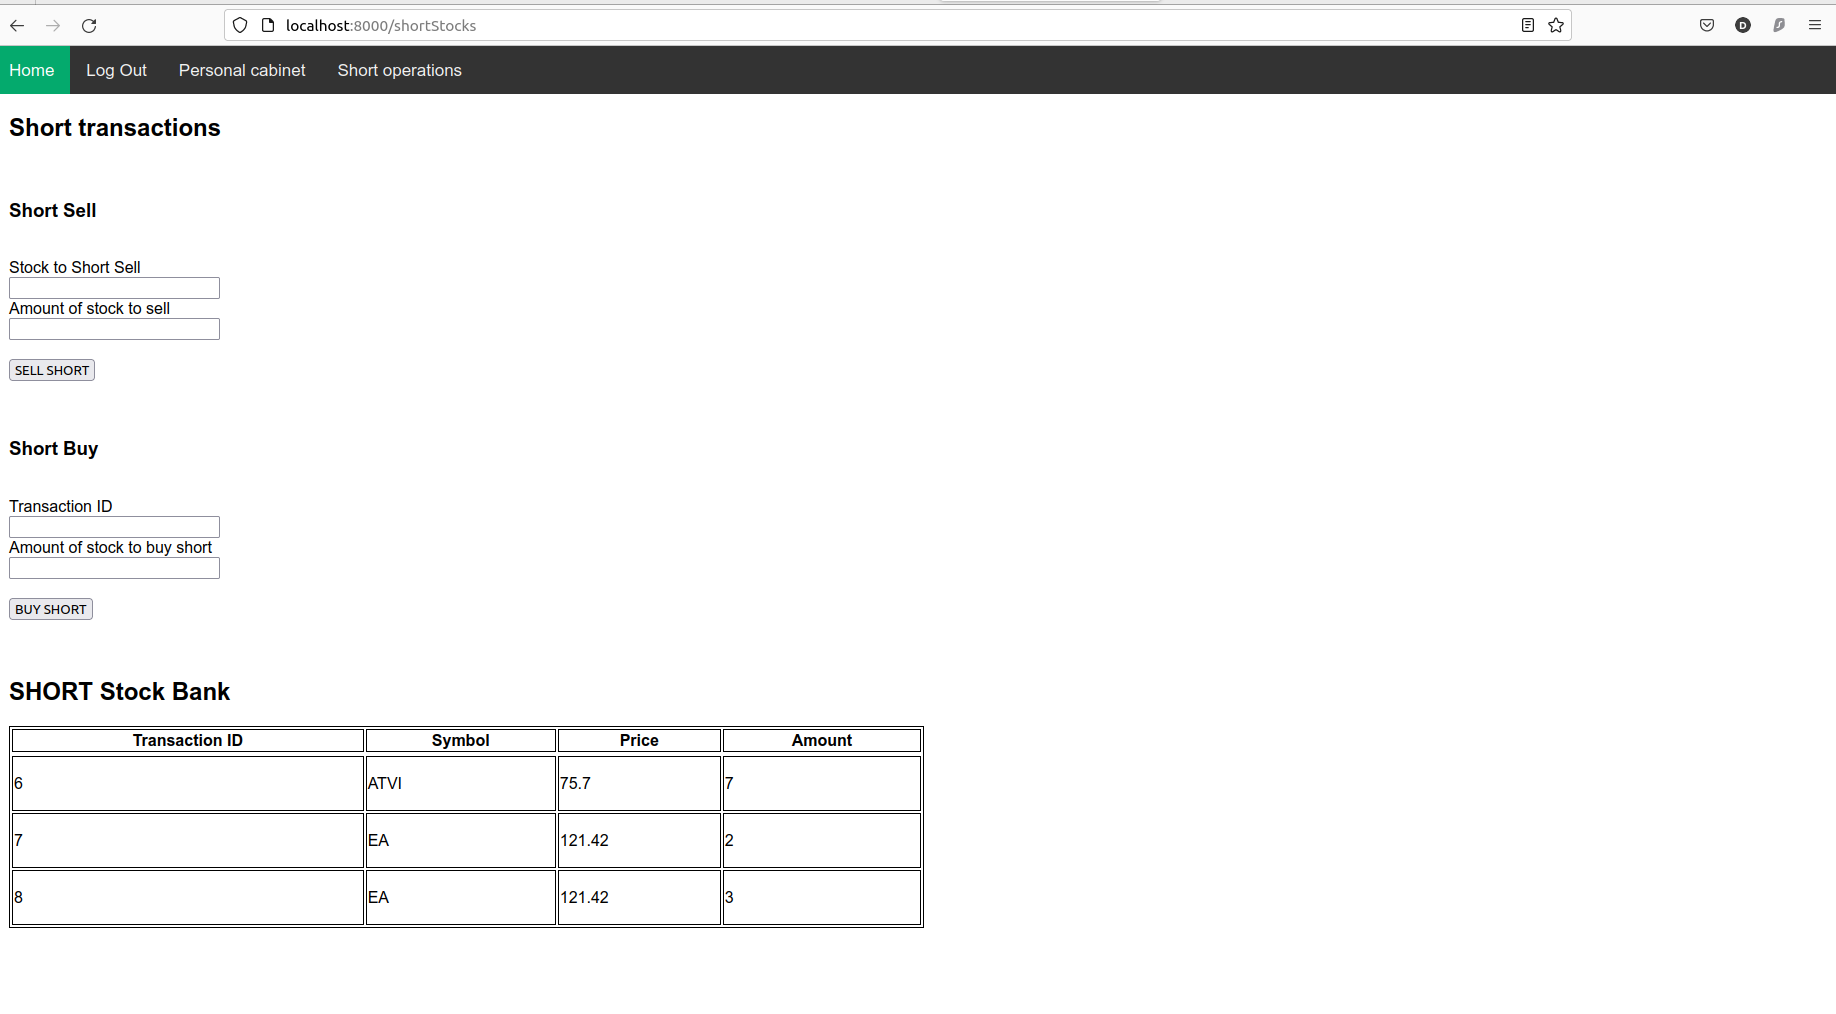 localhost:8000/shortStocks
D
Home Log Out Personal cabinet Short operations
Short transactions
Short Sell
Stock to Short Sell
Amount of stock to sell
SELL SHORT
Short Buy
Transaction ID
Amount of stock to buy short
BUY SHORT
SHORT Stock Bank
Transaction ID Symbol Price Amount
6 ATVI 75.7 7
7 EA 121.42 2
8 EA 121.42 3